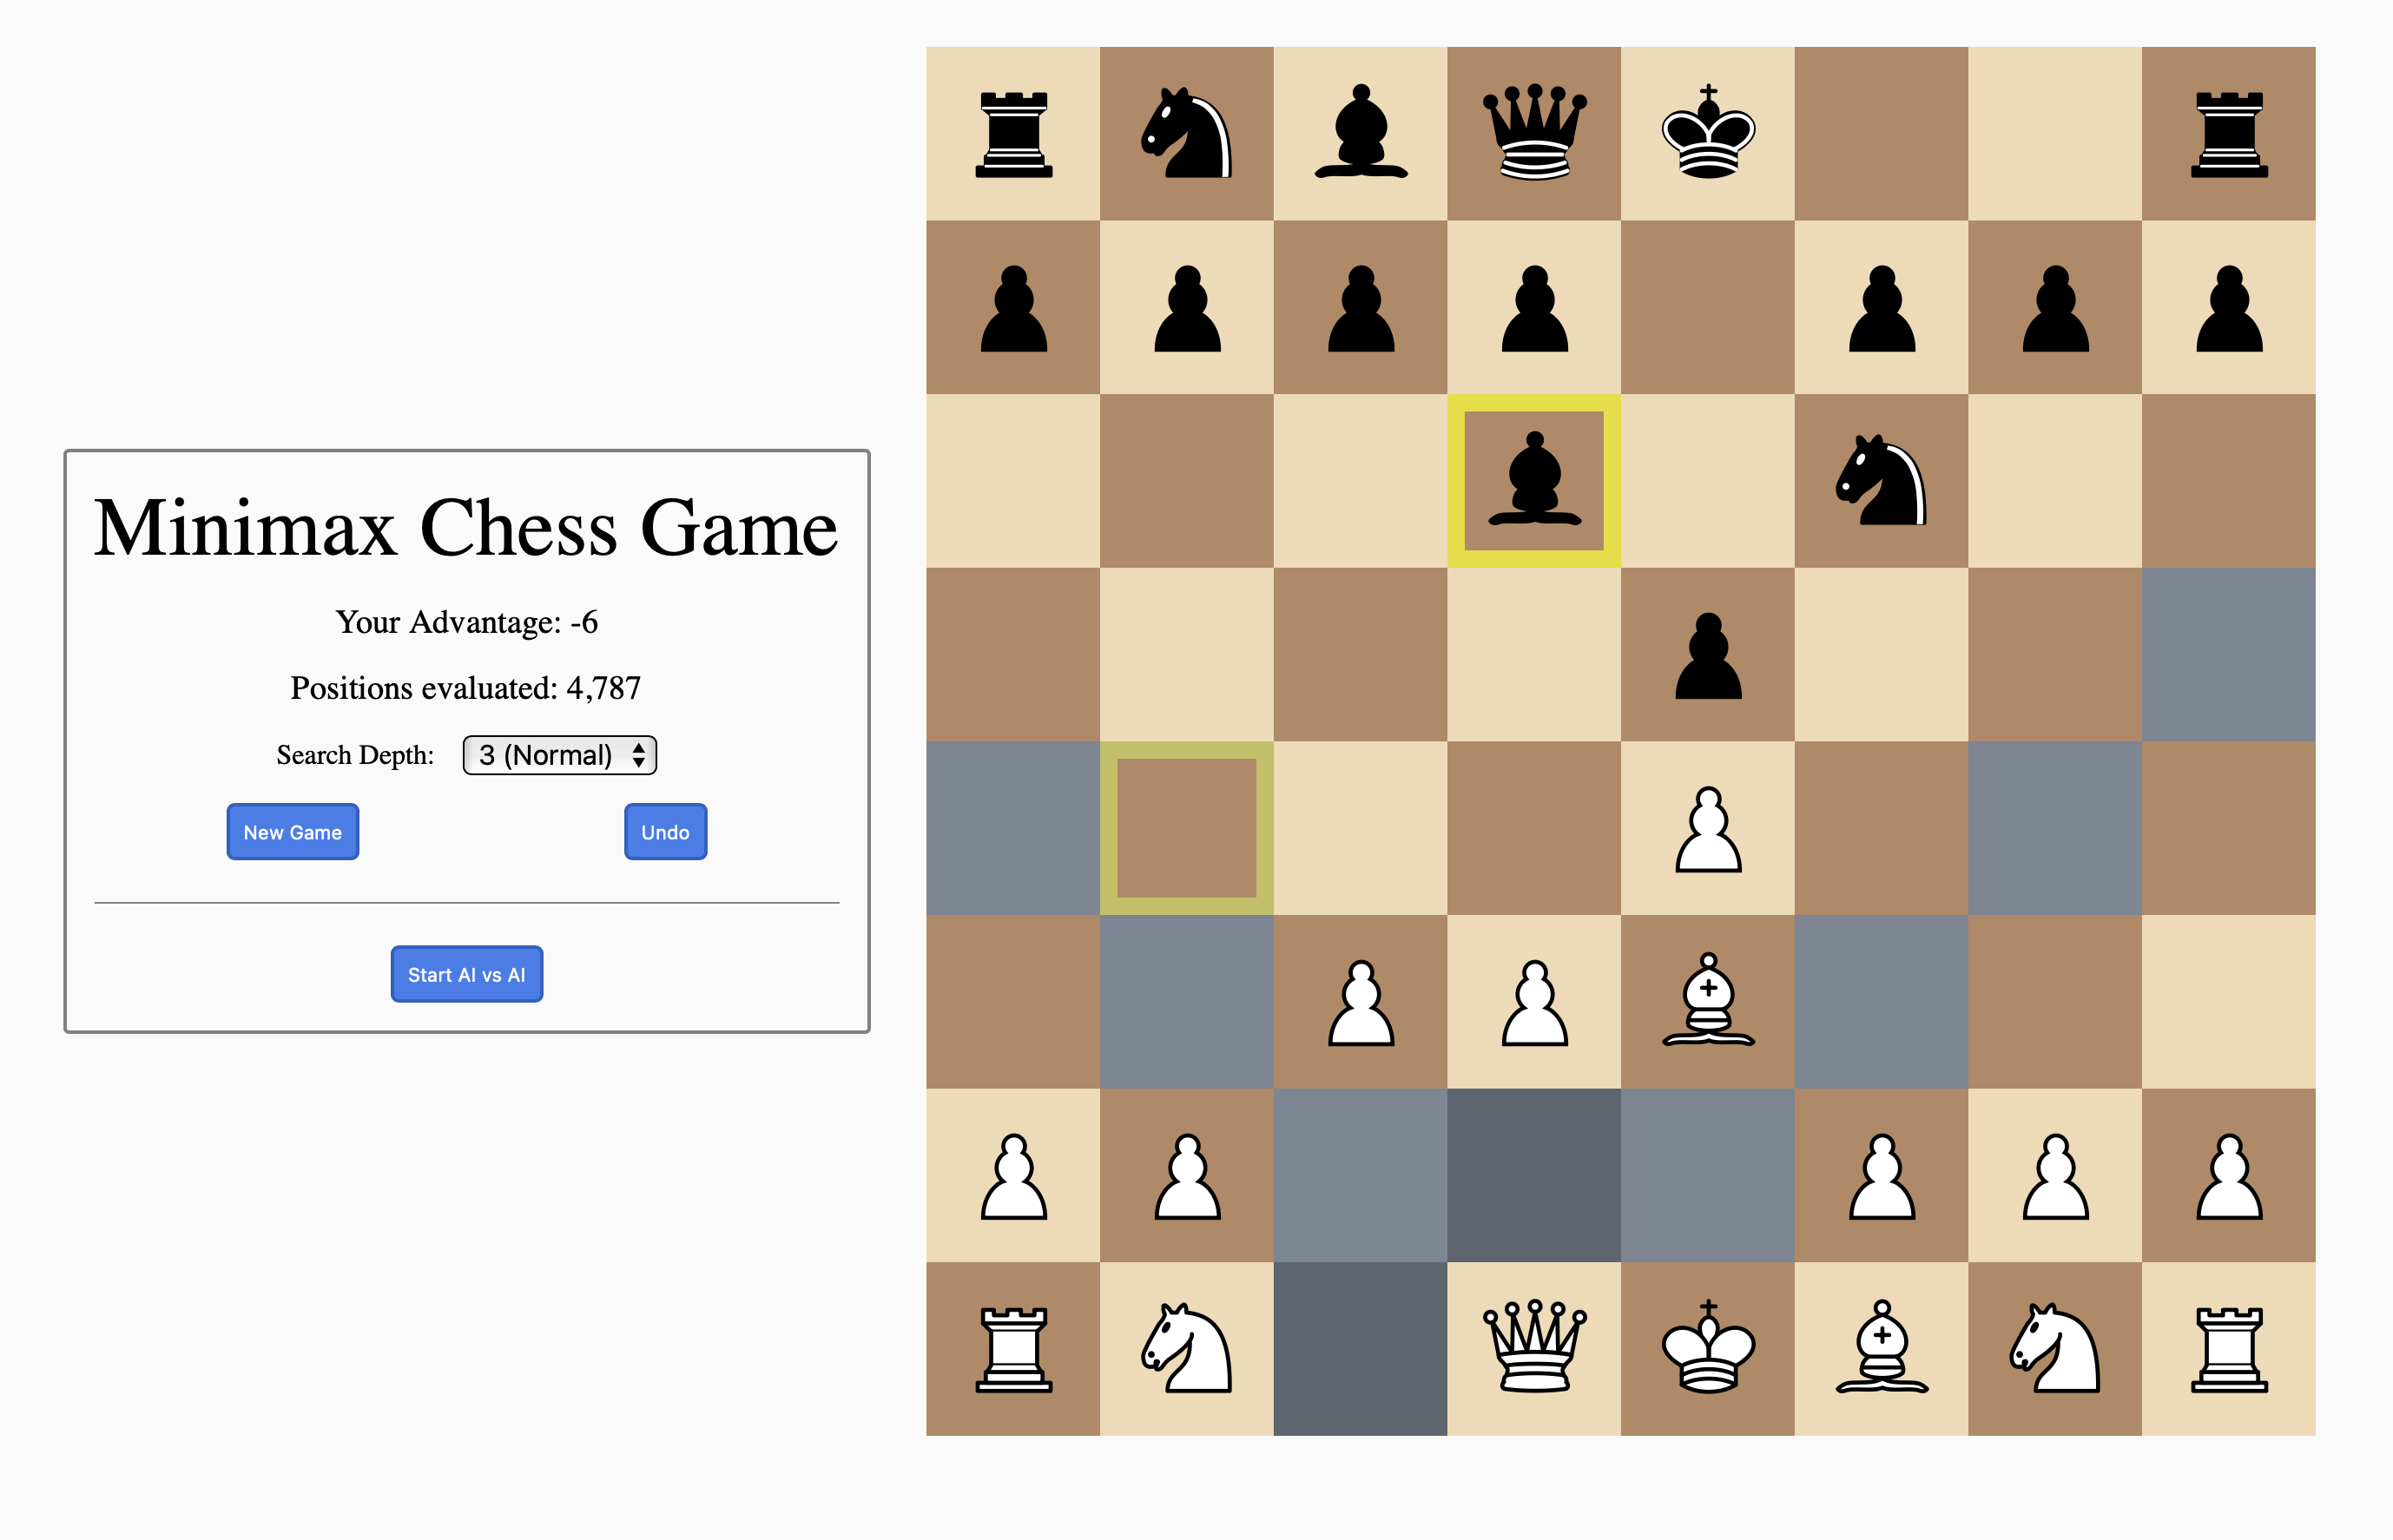 Minimax Chess Game
Your Advantage: -6
Positions evaluated: 4,787
Search Depth: 3 (Normal)
New Game Undo
Start AI vs AI